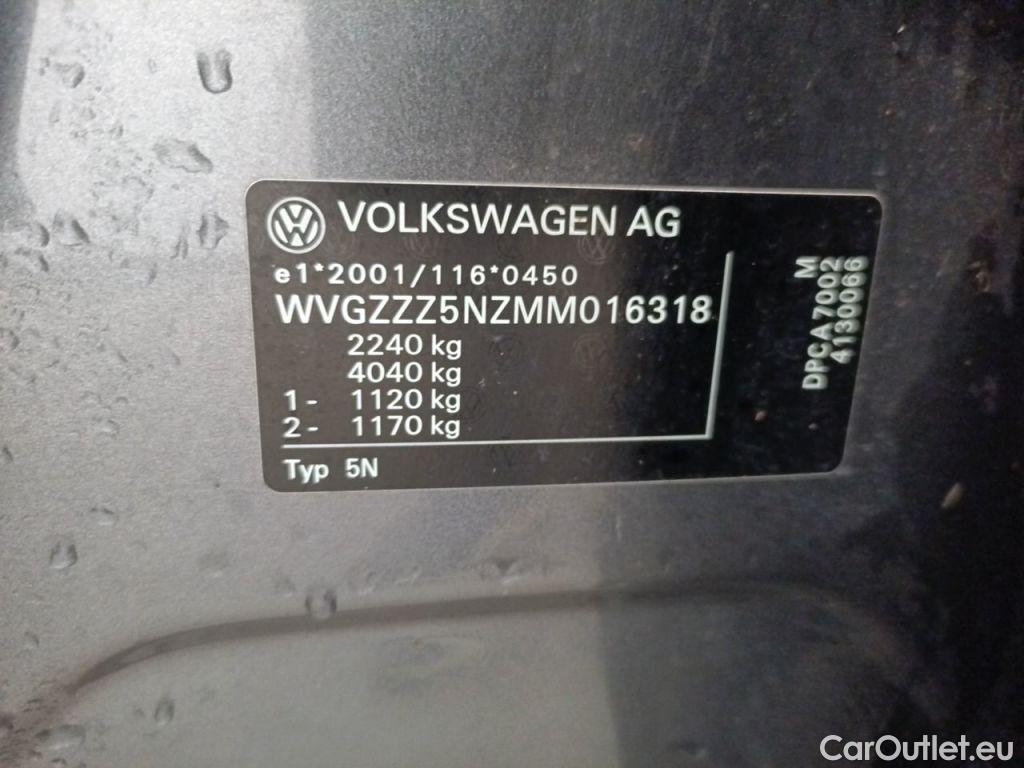 VOLKSWAGEN AG
e1*2001/116*0450
WVGZZZ5NZMM016318
2240 kg
4040 kg
1- 1120 kg
2- 1170 kg
Typ 5N
M
DPCA7002
4130066
CarOutlet.eu